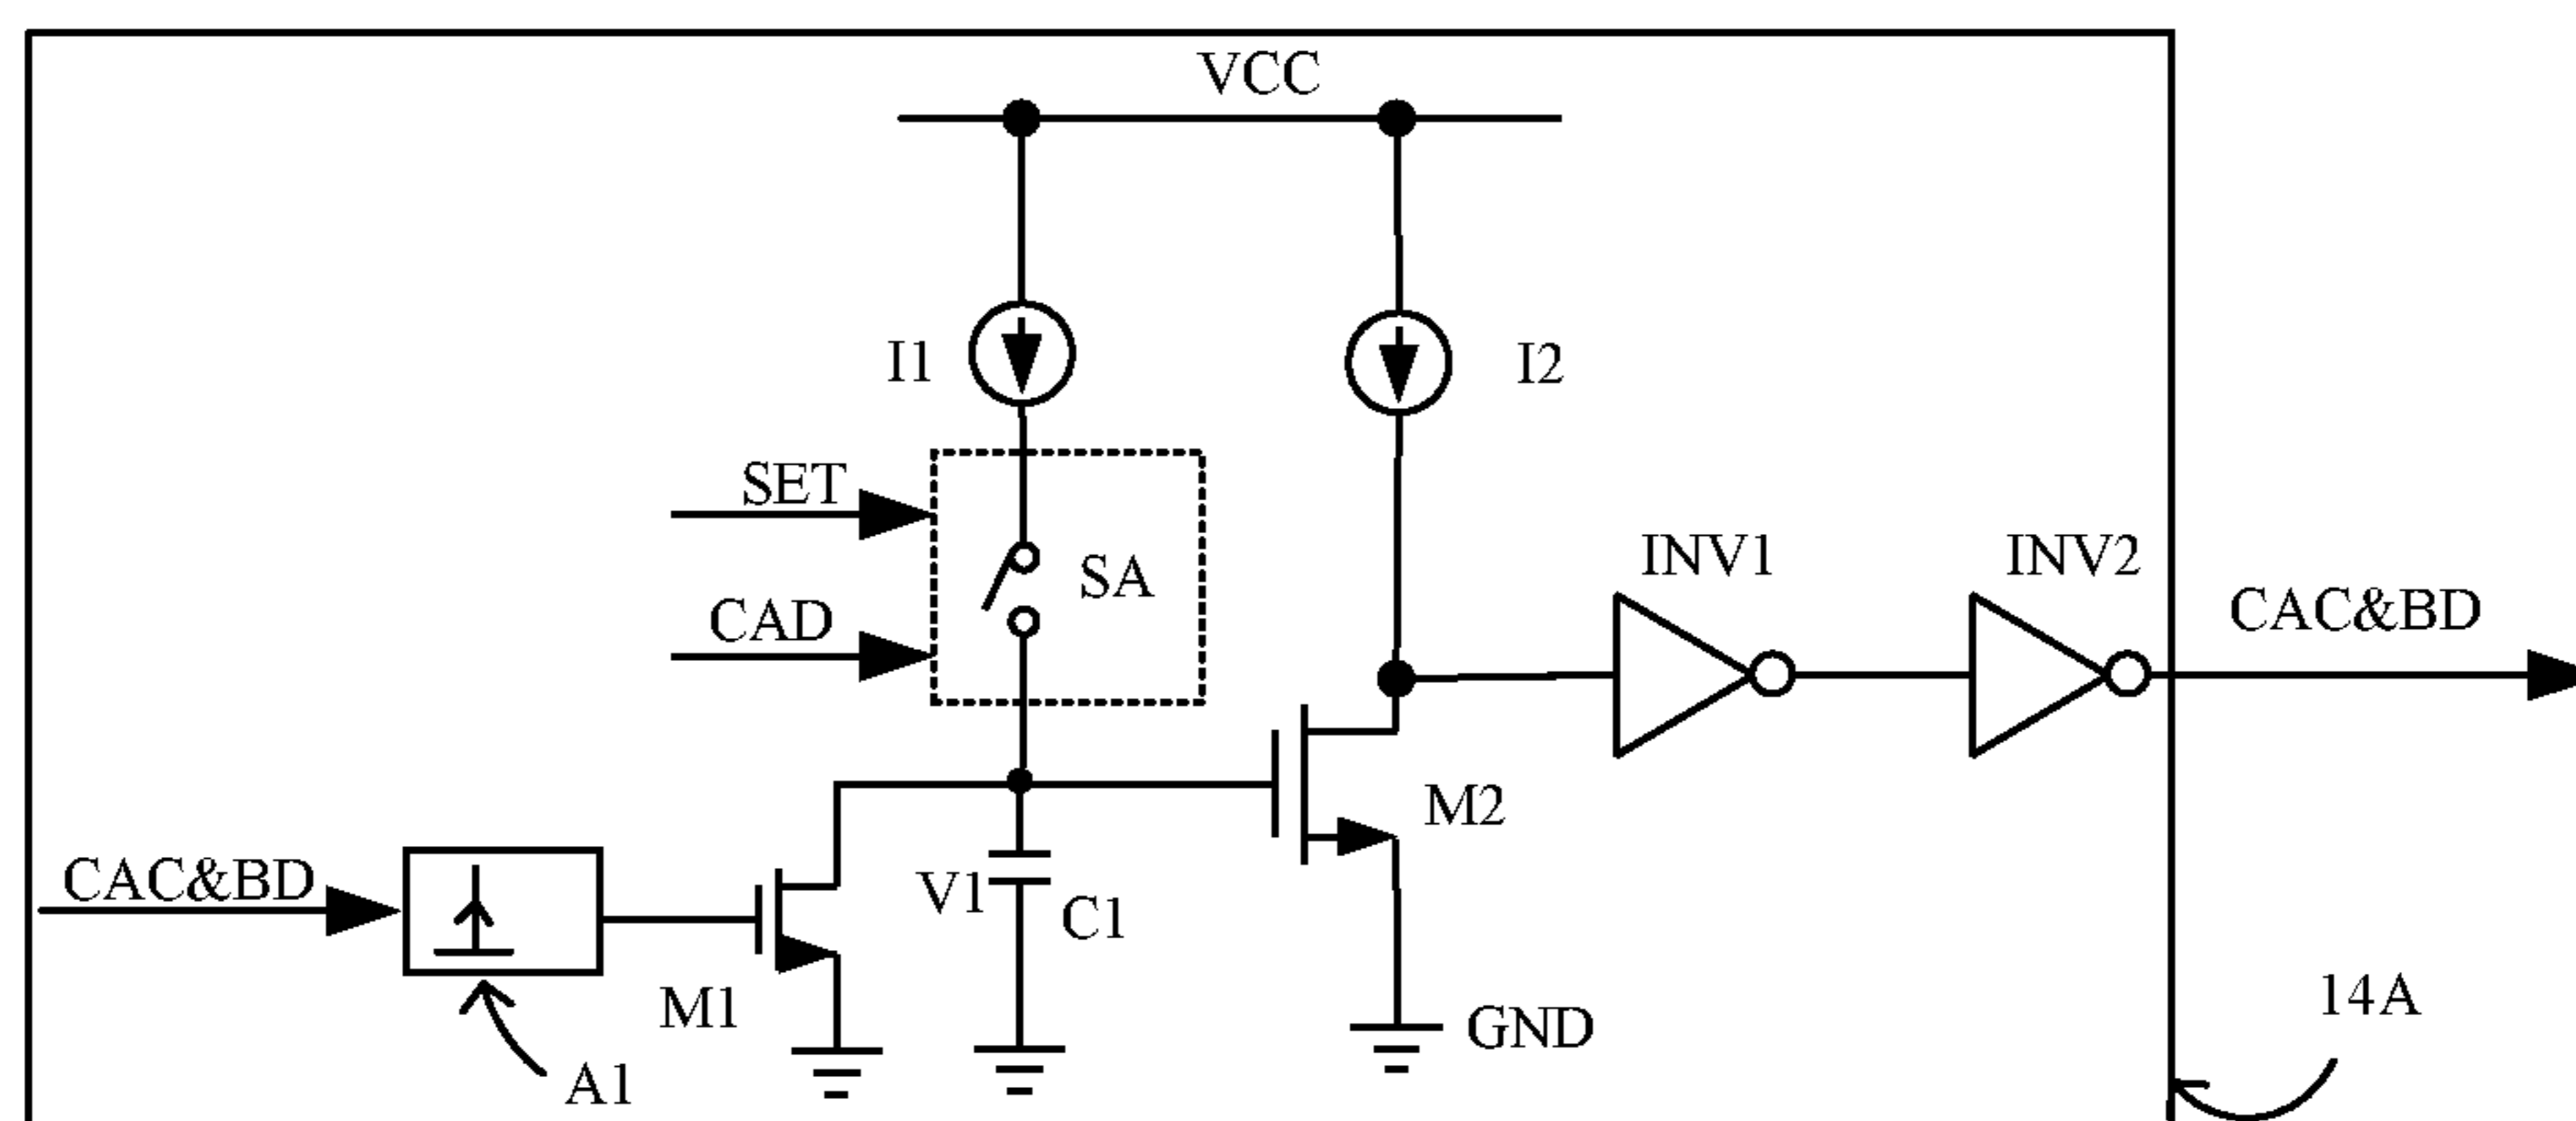 VCC
I1
I2
SET
SA
CAD
INV1
INV2
CAC&BD
M2
CAC&BD
V1
C1
M1
GND
14A
A1